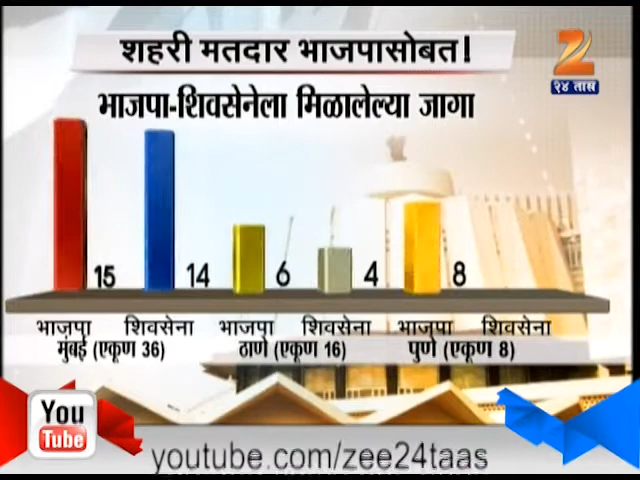 शहरी मतदार भाजपासोबत!
२४ तास
भाजपा-शिवसेनेला मिळालेल्या जागा
15 14 6 4 8
भाजपा शिवसेना भाजपा शिवसेना भाजपा शिवसेना
मुंबई (एकूण 36) ठाणे (एकूण 16) पुणे (एकूण 8)
You
Tube
youtube.com/zee24taas